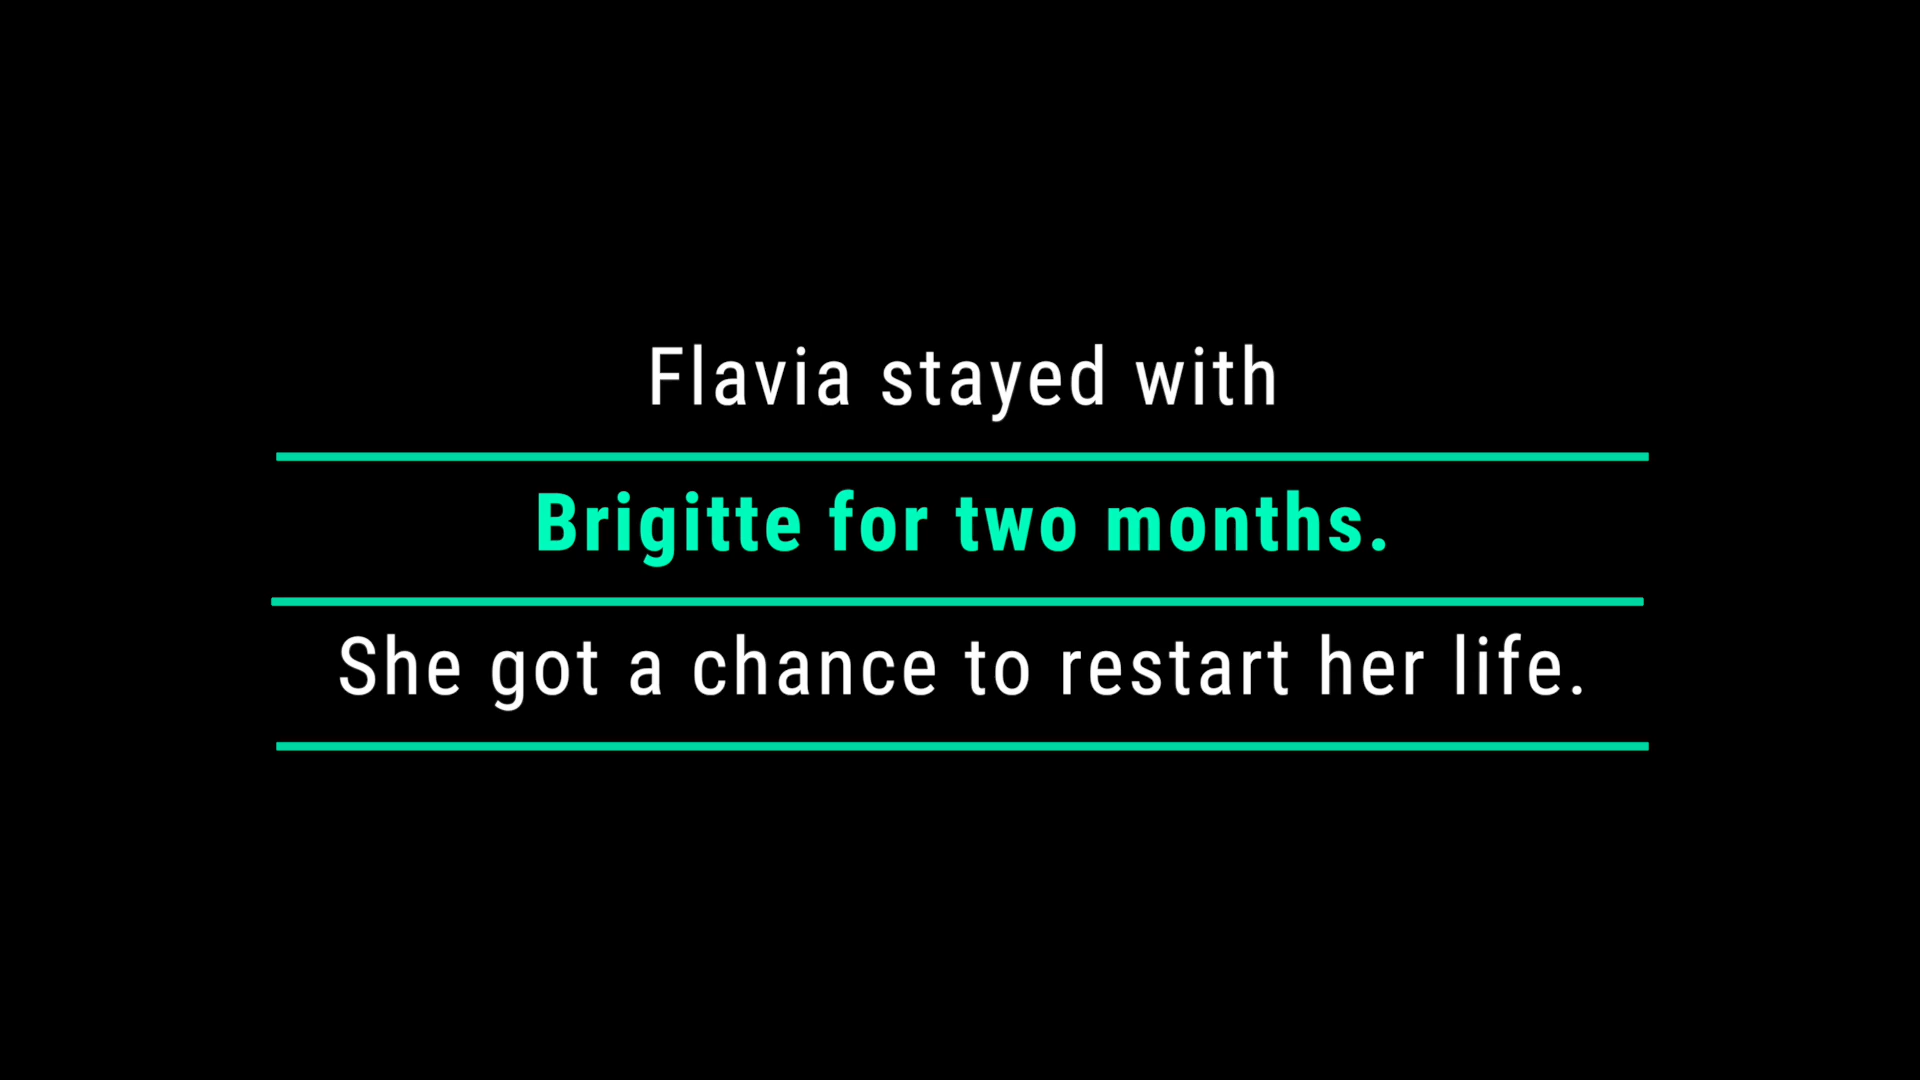 Flavia stayed with
Brigitte for two months.
She got a chance to restart her life.